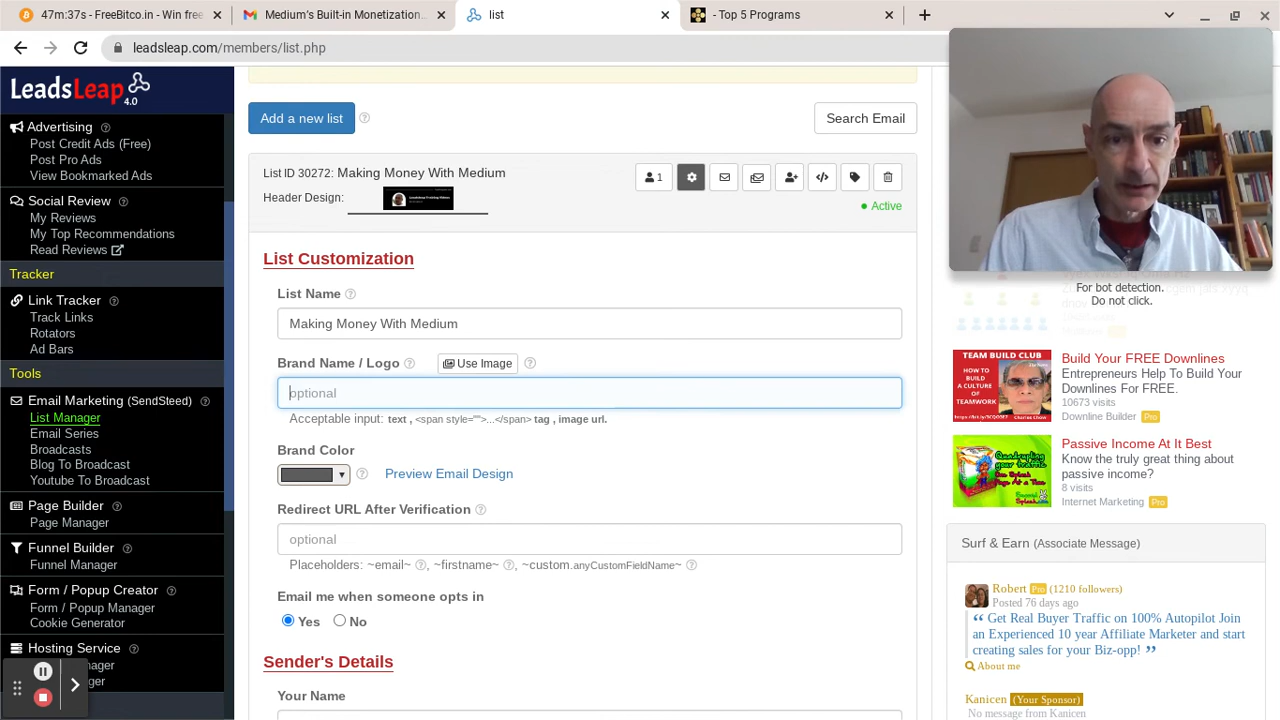 47m:37s - FreeBitco.in - Win free
Medium's Built-in Monetization
list
- Top 5 Programs
leadsleap.com/members/list.php
LeadsLeap
4.0
Advertising
Post Credit Ads (Free)
Post Pro Ads
View Bookmarked Ads
Social Review
My Reviews
My Top Recommendations
Read Reviews
Tracker
Link Tracker
Track Links
Rotators
Ad Bars
Tools
Email Marketing (SendSteed)
List Manager
Email Series
Broadcasts
Blog To Broadcast
Youtube To Broadcast
Page Builder
Page Manager
Funnel Builder
Funnel Manager
Form / Popup Creator
Form / Popup Manager
Cookie Generator
Hosting Service
Add a new list
Search Email
List ID 30272: Making Money With Medium
1
Header Design:
Active
List Customization
List Name
Making Money With Medium
Brand Name / Logo
Use Image
optional
Acceptable input: text , <span style="">...</span> tag , image url.
Brand Color
Preview Email Design
Redirect URL After Verification
optional
Placeholders: ~email~ , ~firstname~ , ~custom.anyCustomFieldName~
Email me when someone opts in
Yes
No
Sender's Details
Your Name
For bot detection.
Do not click.
TEAM BUILD CLUB
HOW TO
BUILD
A CULTURE
OF
TEAMWORK
Build Your FREE Downlines
Entrepreneurs Help To Build Your
Downlines For FREE.
10673 visits
Downline Builder Pro
Passive Income At It Best
Know the truly great thing about
passive income?
8 visits
Internet Marketing Pro
Surf & Earn (Associate Message)
Robert Pro (1210 followers)
Posted 76 days ago
“ Get Real Buyer Traffic on 100% Autopilot Join
an Experienced 10 year Affiliate Marketer and start
creating sales for your Biz-opp! ”
About me
Kanicen (Your Sponsor)
No message from Kanicen